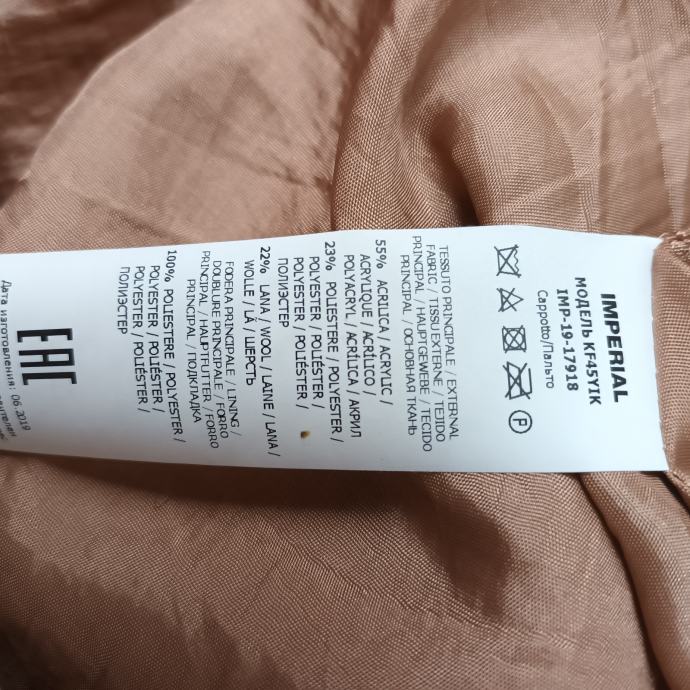 IMPERIAL
МОДЕЛЬ KF45YIK
IMP-19-17918
Cappotto/Пальто
P
TESSUTO PRINCIPALE / EXTERNAL
FABRIC / TISSU EXTERNE / TEJIDO
PRINCIPAL / HAUPTGEWEBE / TECIDO
PRINCIPAL / ОСНОВНАЯ ТКАНЬ
55% ACRILICA / ACRYLIC /
ACRYLIQUE / ACRÍLICO /
POLYACRYL / ACRÍLICA / АКРИЛ
23% POLIESTERE / POLYESTER /
POLYESTER / POLIÉSTER /
POLYESTER / POLIÉSTER /
ПОЛИЭСТЕР
22% LANA / WOOL / LAINE / LANA /
WOLLE / LÁ / ШЕРСТЬ
FODERA PRINCIPALE / LINING /
DOUBLURE PRINCIPALE / FORRO
PRINCIPAL / HAUPTFUTTER / FORRO
PRINCIPAL / ПОДКЛАДКА
100% POLIESTERE / POLYESTER /
POLYESTER / POLIÉSTER /
POLYESTER / POLIÉSTER /
ПОЛИЭСТЕР
EAC
Дата изготовления: 06.2019